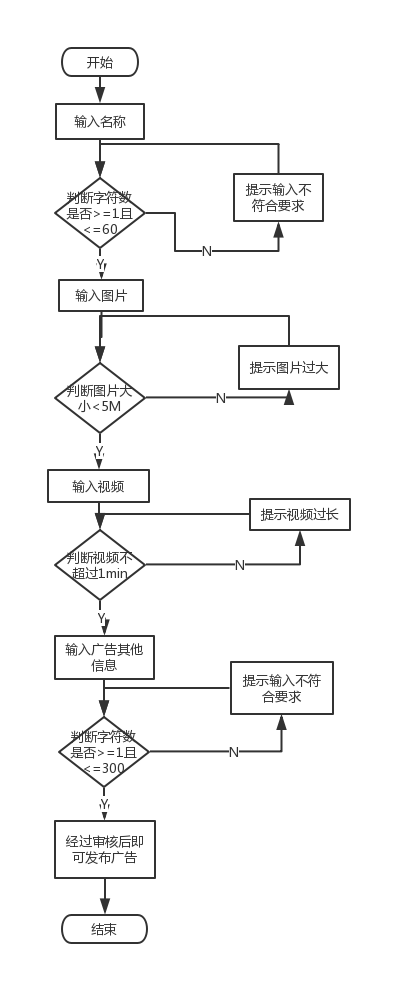 开始
输入名称
判断字符数
是否>=1且
<=60
提示输入不
符合要求
N
Y
输入图片
判断图片大
小<5M
提示图片过大
N
Y
输入视频
提示视频过长
判断视频不
超过1min
N
Y
输入广告其他
信息
提示输入不符
合要求
判断字符数
是否>=1且
<=300
N
Y
经过审核后即
可发布广告
结束